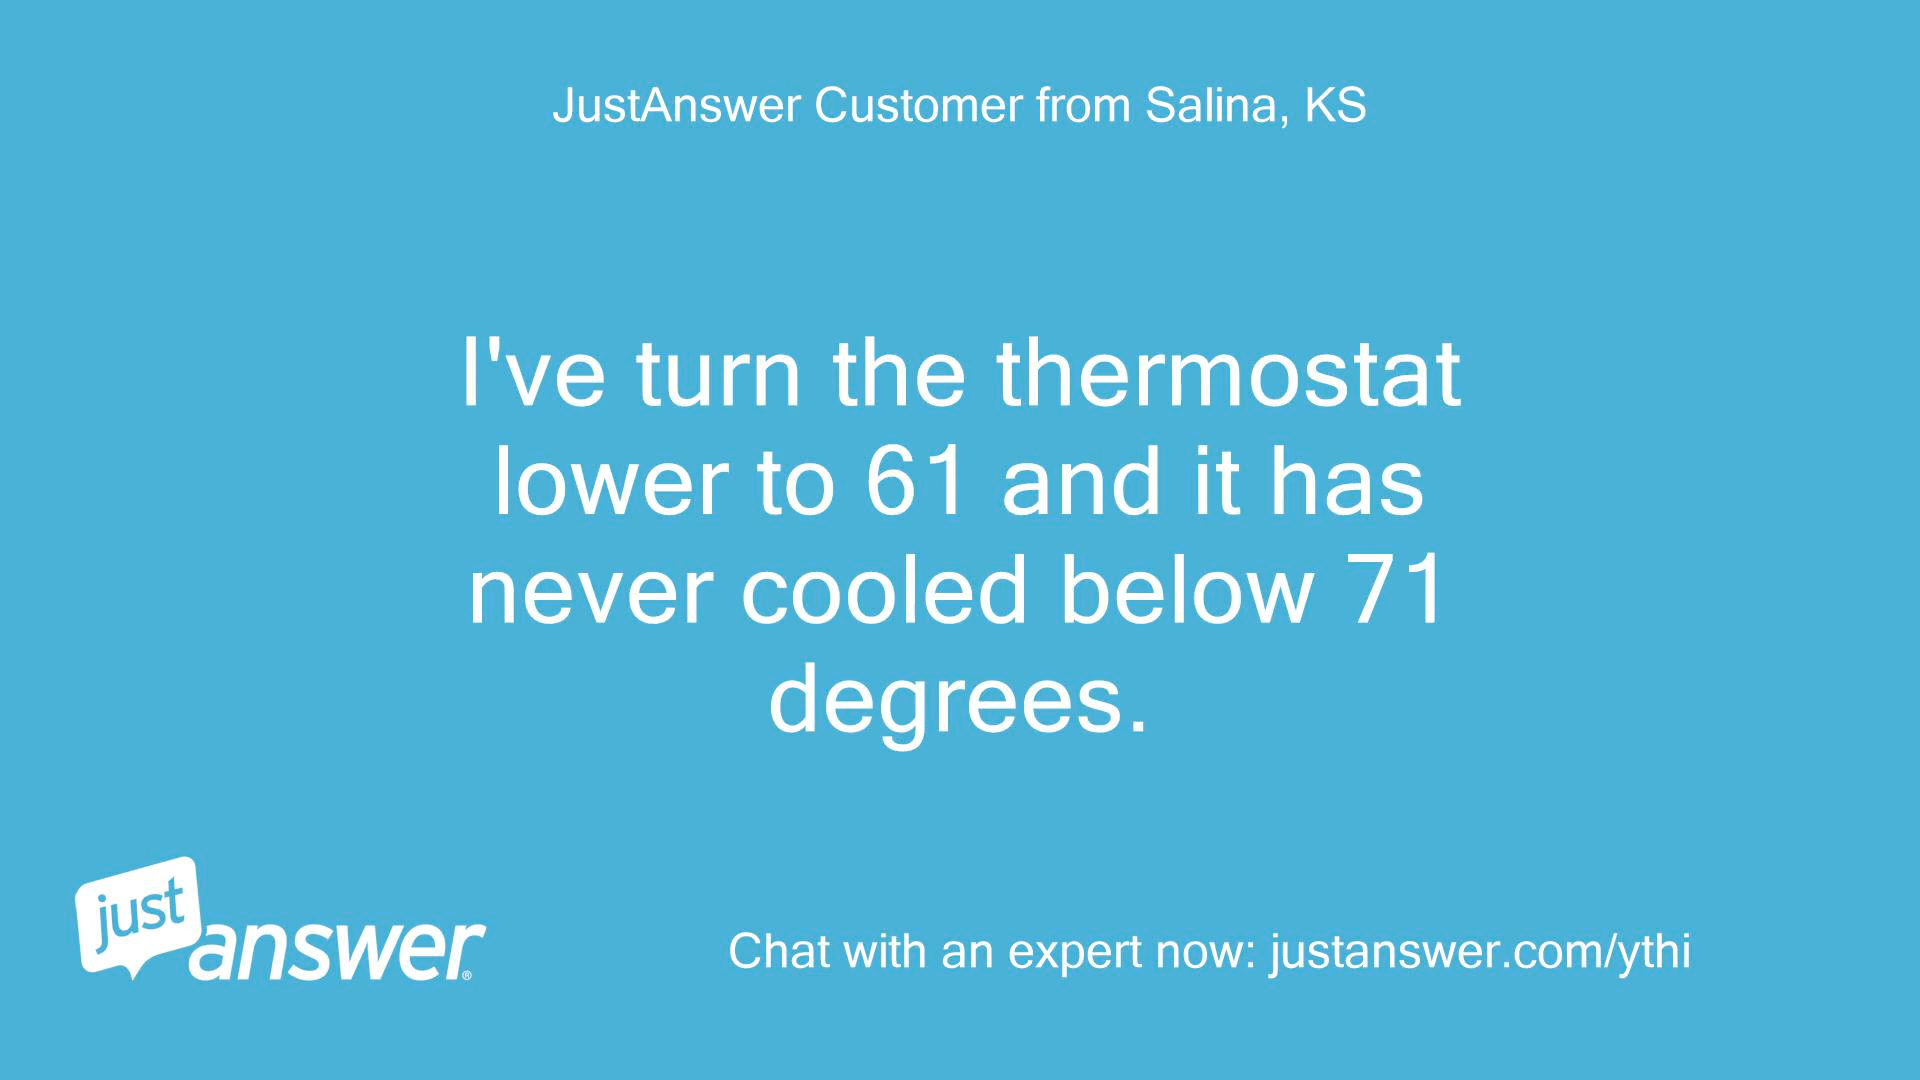 JustAnswer Customer from Salina, KS
I've turn the thermostat
lower to 61 and it has
never cooled below 71
degrees.
just
answer®
Chat with an expert now: justanswer.com/ythi